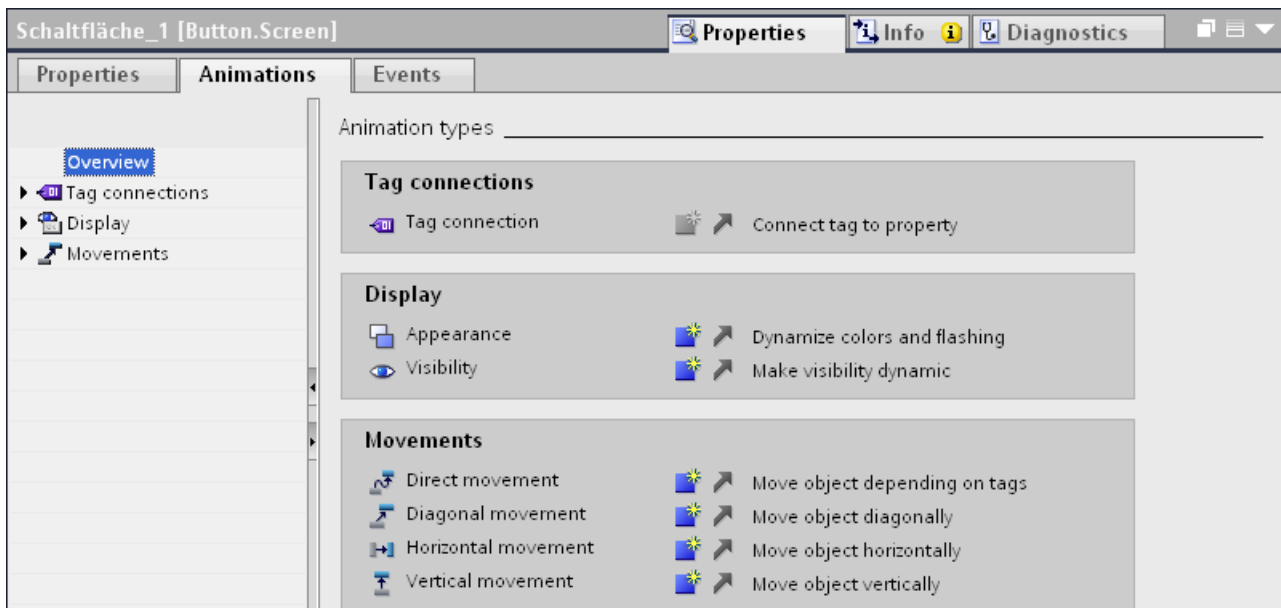 Schaltfläche_1 [Button.Screen]
Properties
Info
Diagnostics
Properties
Animations
Events
Overview
Tag connections
Display
Movements
Animation types
Tag connections
Tag connection
Connect tag to property
Display
Appearance
Dynamize colors and flashing
Visibility
Make visibility dynamic
Movements
Direct movement
Move object depending on tags
Diagonal movement
Move object diagonally
Horizontal movement
Move object horizontally
Vertical movement
Move object vertically